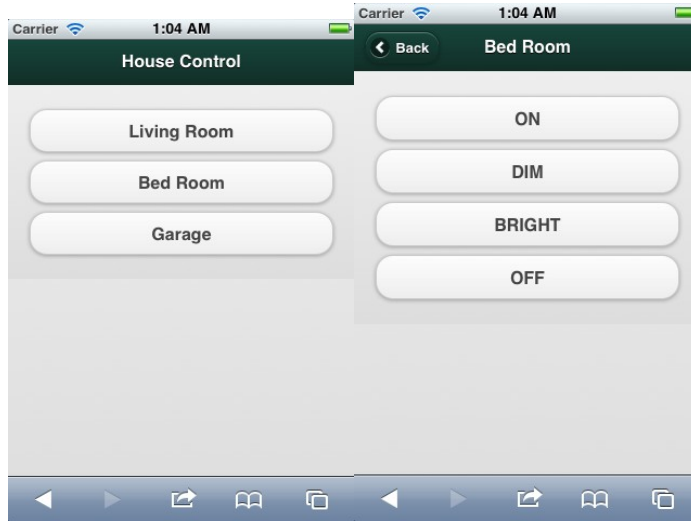 Carrier 1:04 AM
House Control
Living Room
Bed Room
Garage
Carrier 1:04 AM
Back Bed Room
ON
DIM
BRIGHT
OFF